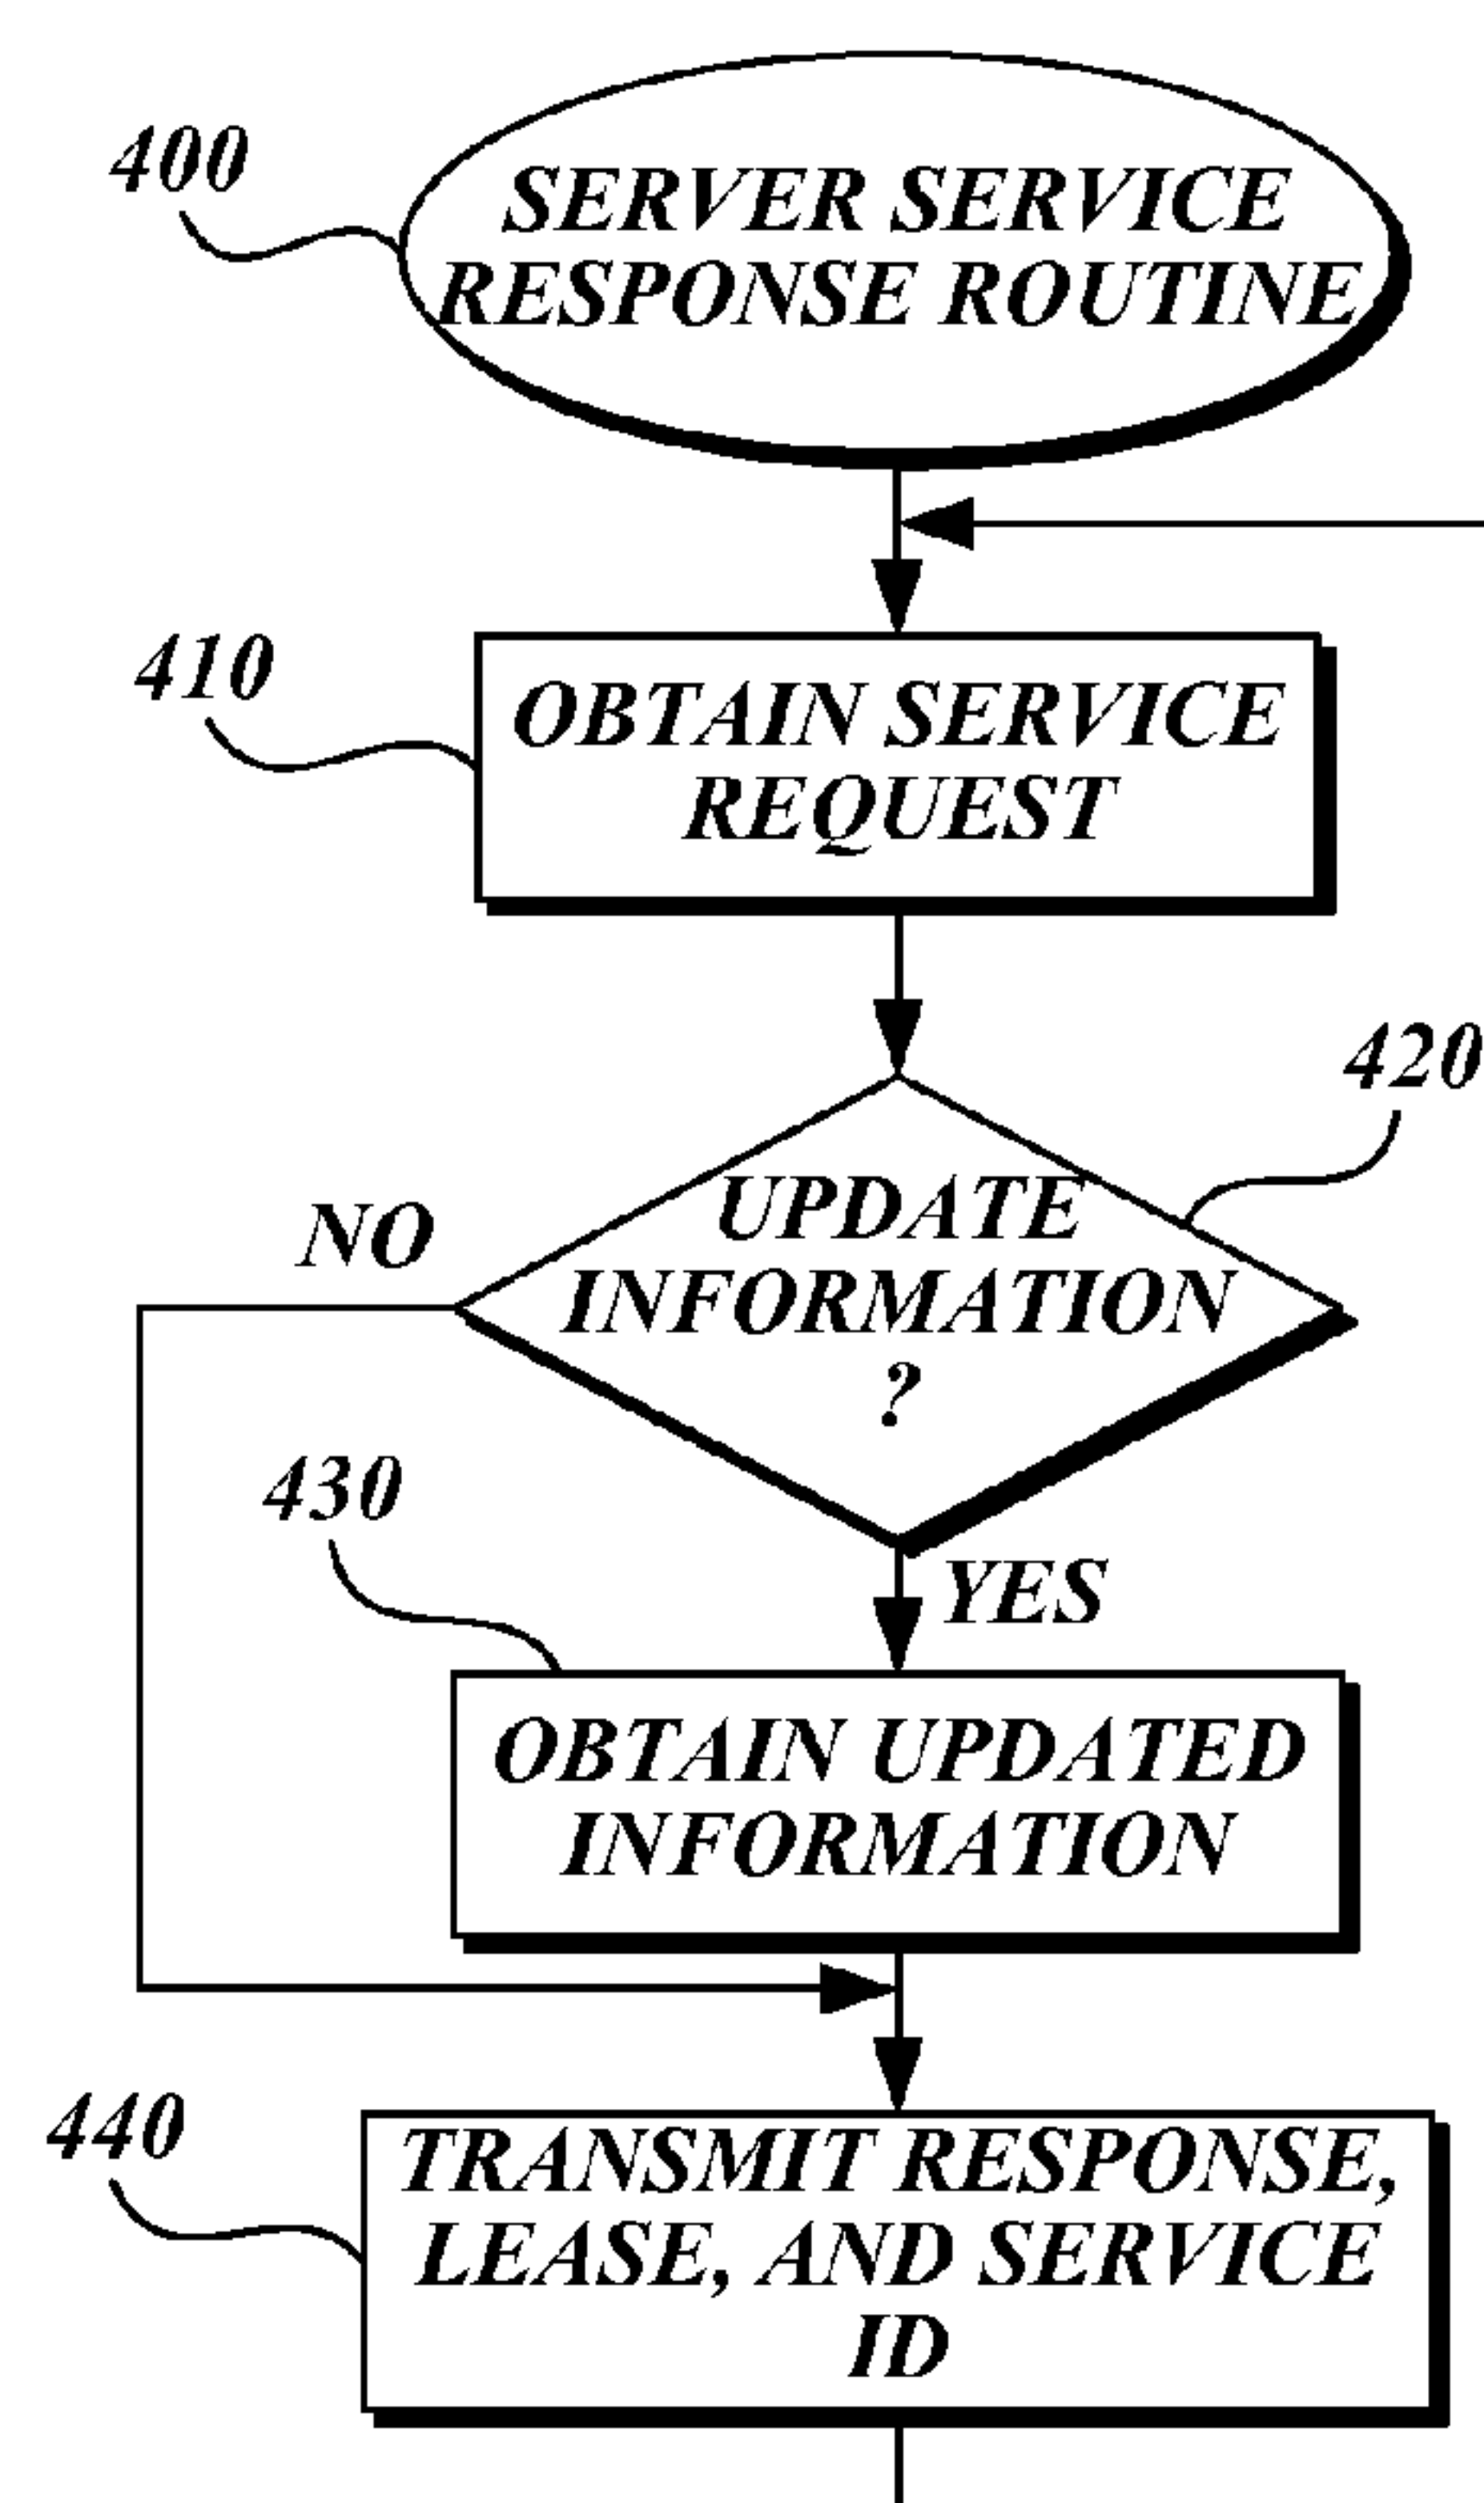 400
SERVER SERVICE
RESPONSE ROUTINE
410
OBTAIN SERVICE
REQUEST
420
UPDATE
INFORMATION
?
NO
YES
430
OBTAIN UPDATED
INFORMATION
440
TRANSMIT RESPONSE,
LEASE, AND SERVICE
ID